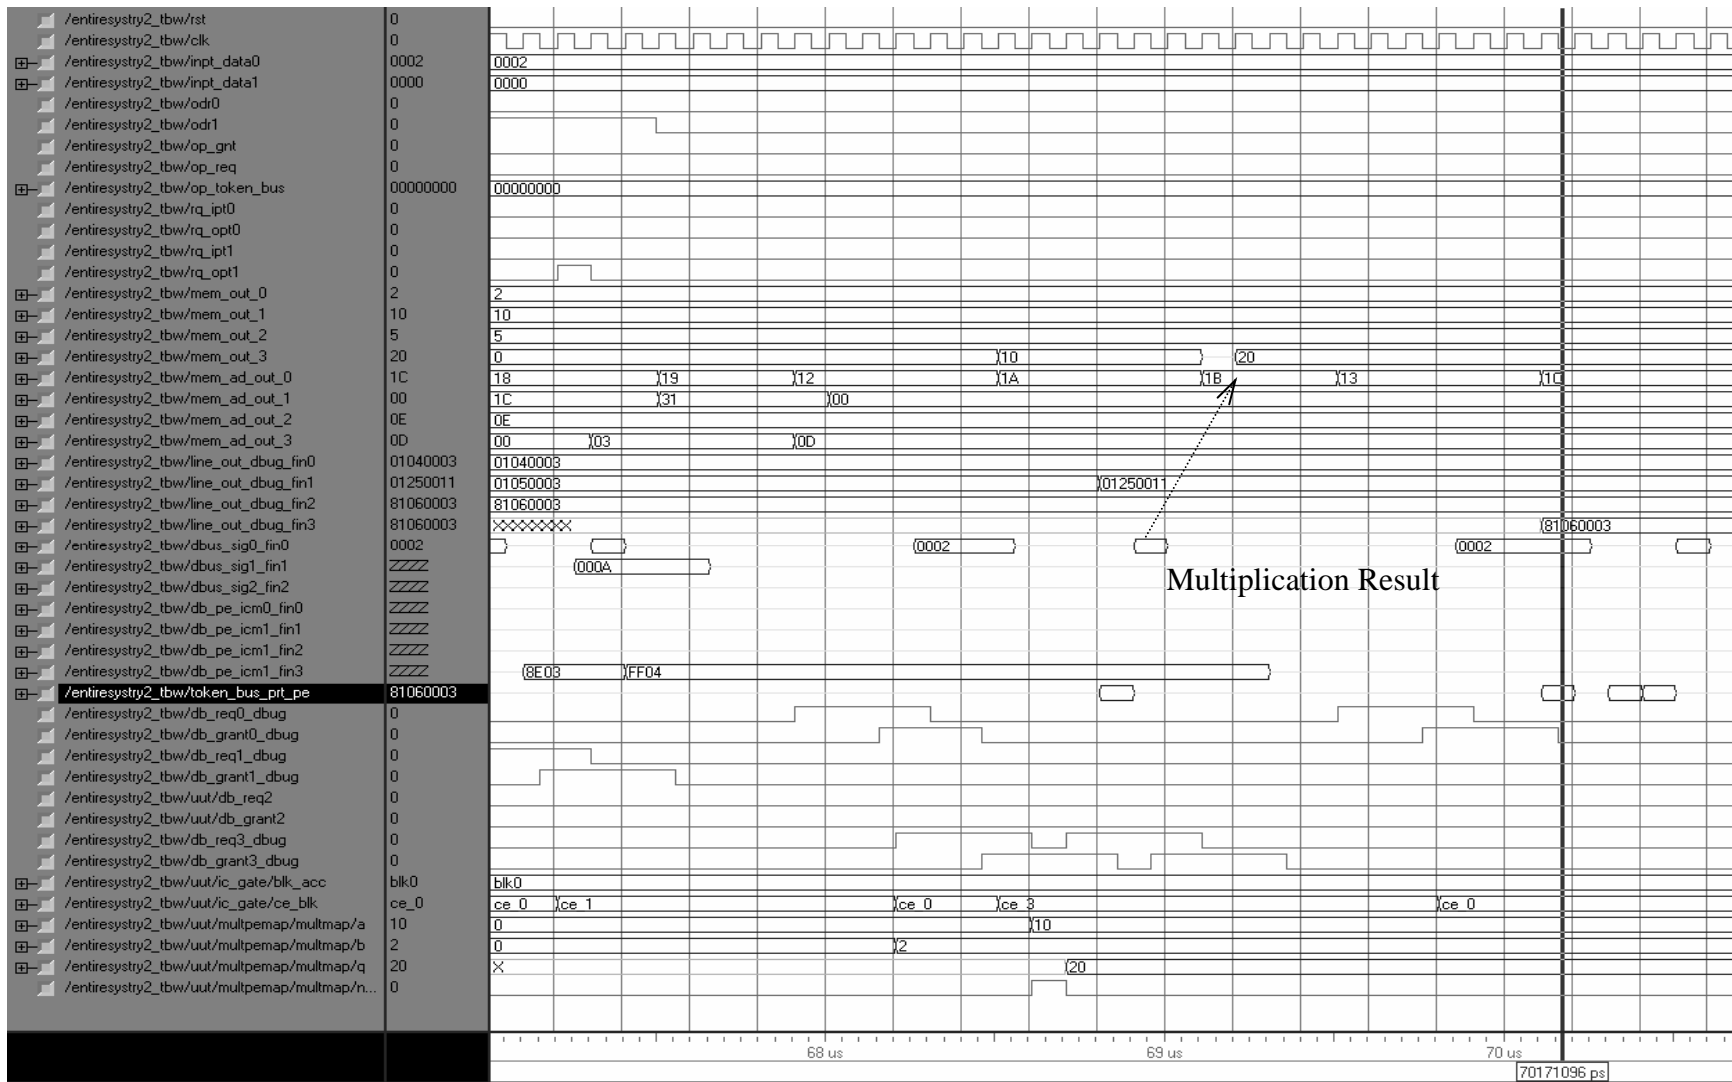 /entiresystry2_tbw/rst 0
/entiresystry2_tbw/clk 0
/entiresystry2_tbw/inpt_data0 0002 0002
/entiresystry2_tbw/inpt_data1 0000 0000
/entiresystry2_tbw/odr0 0
/entiresystry2_tbw/odr1 0
/entiresystry2_tbw/op_gnt 0
/entiresystry2_tbw/op_req 0
/entiresystry2_tbw/op_token_bus 00000000 00000000
/entiresystry2_tbw/rq_ipt0 0
/entiresystry2_tbw/rq_opt0 0
/entiresystry2_tbw/rq_ipt1 0
/entiresystry2_tbw/rq_opt1 0
/entiresystry2_tbw/mem_out_0 2 2
/entiresystry2_tbw/mem_out_1 10 10
/entiresystry2_tbw/mem_out_2 5 5
/entiresystry2_tbw/mem_out_3 20 0 10 20
/entiresystry2_tbw/mem_ad_out_0 1C 18 19 12 1A 1B 13 1C
/entiresystry2_tbw/mem_ad_out_1 00 1C 31 00
/entiresystry2_tbw/mem_ad_out_2 0E 0E
/entiresystry2_tbw/mem_ad_out_3 0D 00 03 0D
/entiresystry2_tbw/line_out_dbug_fin0 01040003 01040003
/entiresystry2_tbw/line_out_dbug_fin1 01250011 01050003 01250011
/entiresystry2_tbw/line_out_dbug_fin2 81060003 81060003
/entiresystry2_tbw/line_out_dbug_fin3 81060003 81060003
/entiresystry2_tbw/dbus_sig0_fin0 0002 0002 0002
/entiresystry2_tbw/dbus_sig1_fin1 ZZZZ 000A
/entiresystry2_tbw/dbus_sig2_fin2 ZZZZ
Multiplication Result
/entiresystry2_tbw/db_pe_icm0_fin0 ZZZZ
/entiresystry2_tbw/db_pe_icm1_fin1 ZZZZ
/entiresystry2_tbw/db_pe_icm1_fin2 ZZZZ
/entiresystry2_tbw/db_pe_icm1_fin3 ZZZZ 8E03 FF04
/entiresystry2_tbw/token_bus_prt_pe 81060003
/entiresystry2_tbw/db_req0_dbug 0
/entiresystry2_tbw/db_grant0_dbug 0
/entiresystry2_tbw/db_req1_dbug 0
/entiresystry2_tbw/db_grant1_dbug 0
/entiresystry2_tbw/uut/db_req2 0
/entiresystry2_tbw/uut/db_grant2 0
/entiresystry2_tbw/db_req3_dbug 0
/entiresystry2_tbw/db_grant3_dbug 0
/entiresystry2_tbw/uut/ic_gate/blk_acc blk0 blk0
/entiresystry2_tbw/uut/ic_gate/ce_blk ce_0 ce_0 ce_1 ce_0 ce_3 ce_0
/entiresystry2_tbw/uut/multpemap/multmap/a 10 0 10
/entiresystry2_tbw/uut/multpemap/multmap/b 2 0 2
/entiresystry2_tbw/uut/multpemap/multmap/q 20 X 20
/entiresystry2_tbw/uut/multpemap/multmap/n... 0
68 us 69 us 70 us
70171096 ps